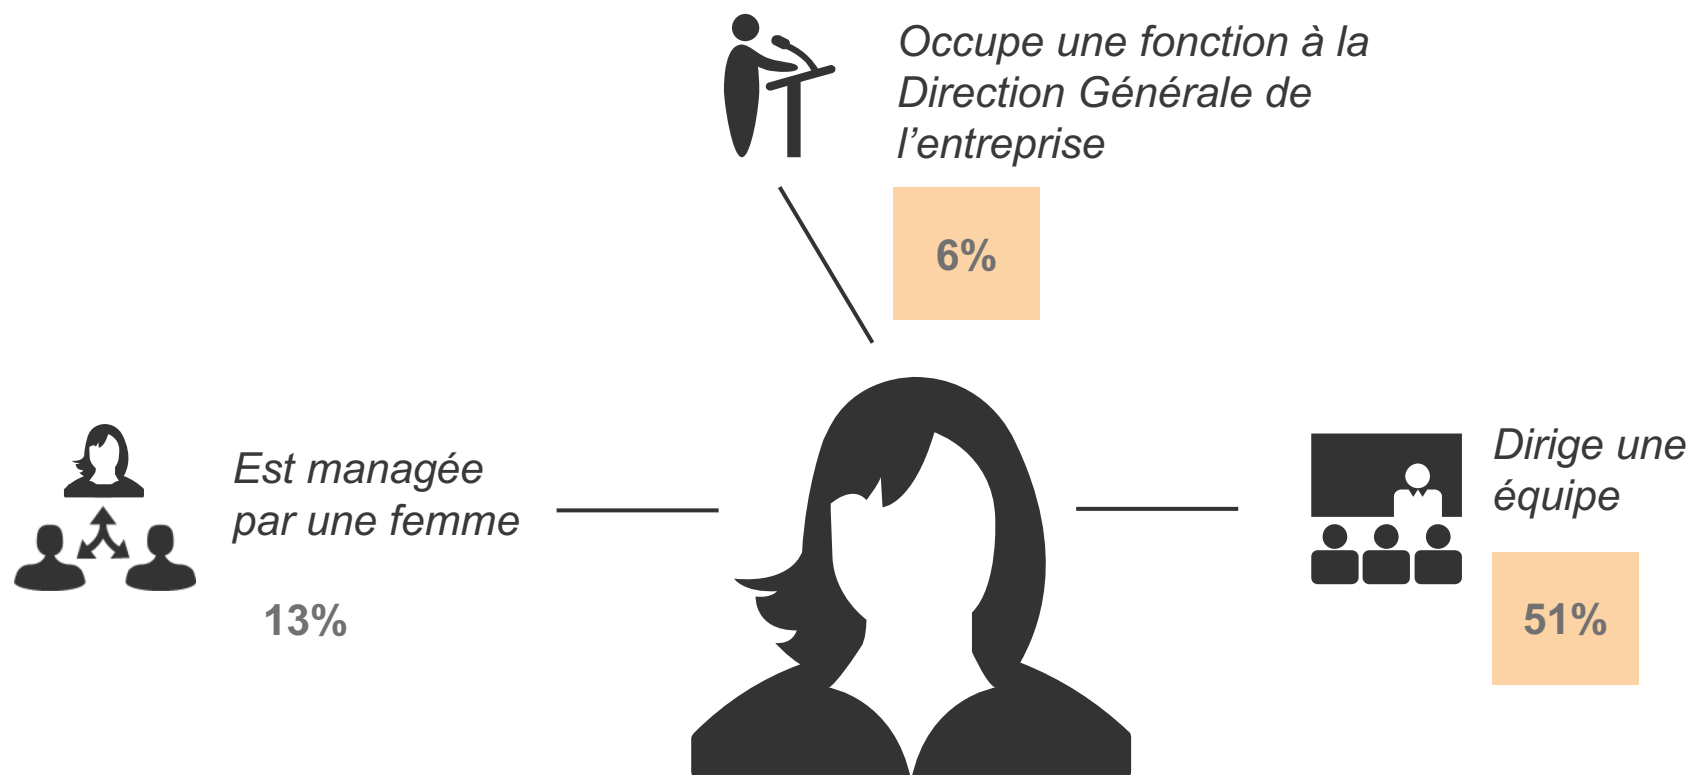 Occupe une fonction à la
Direction Générale de
l’entreprise
6%
Est managée
par une femme
13%
Dirige une
équipe
51%